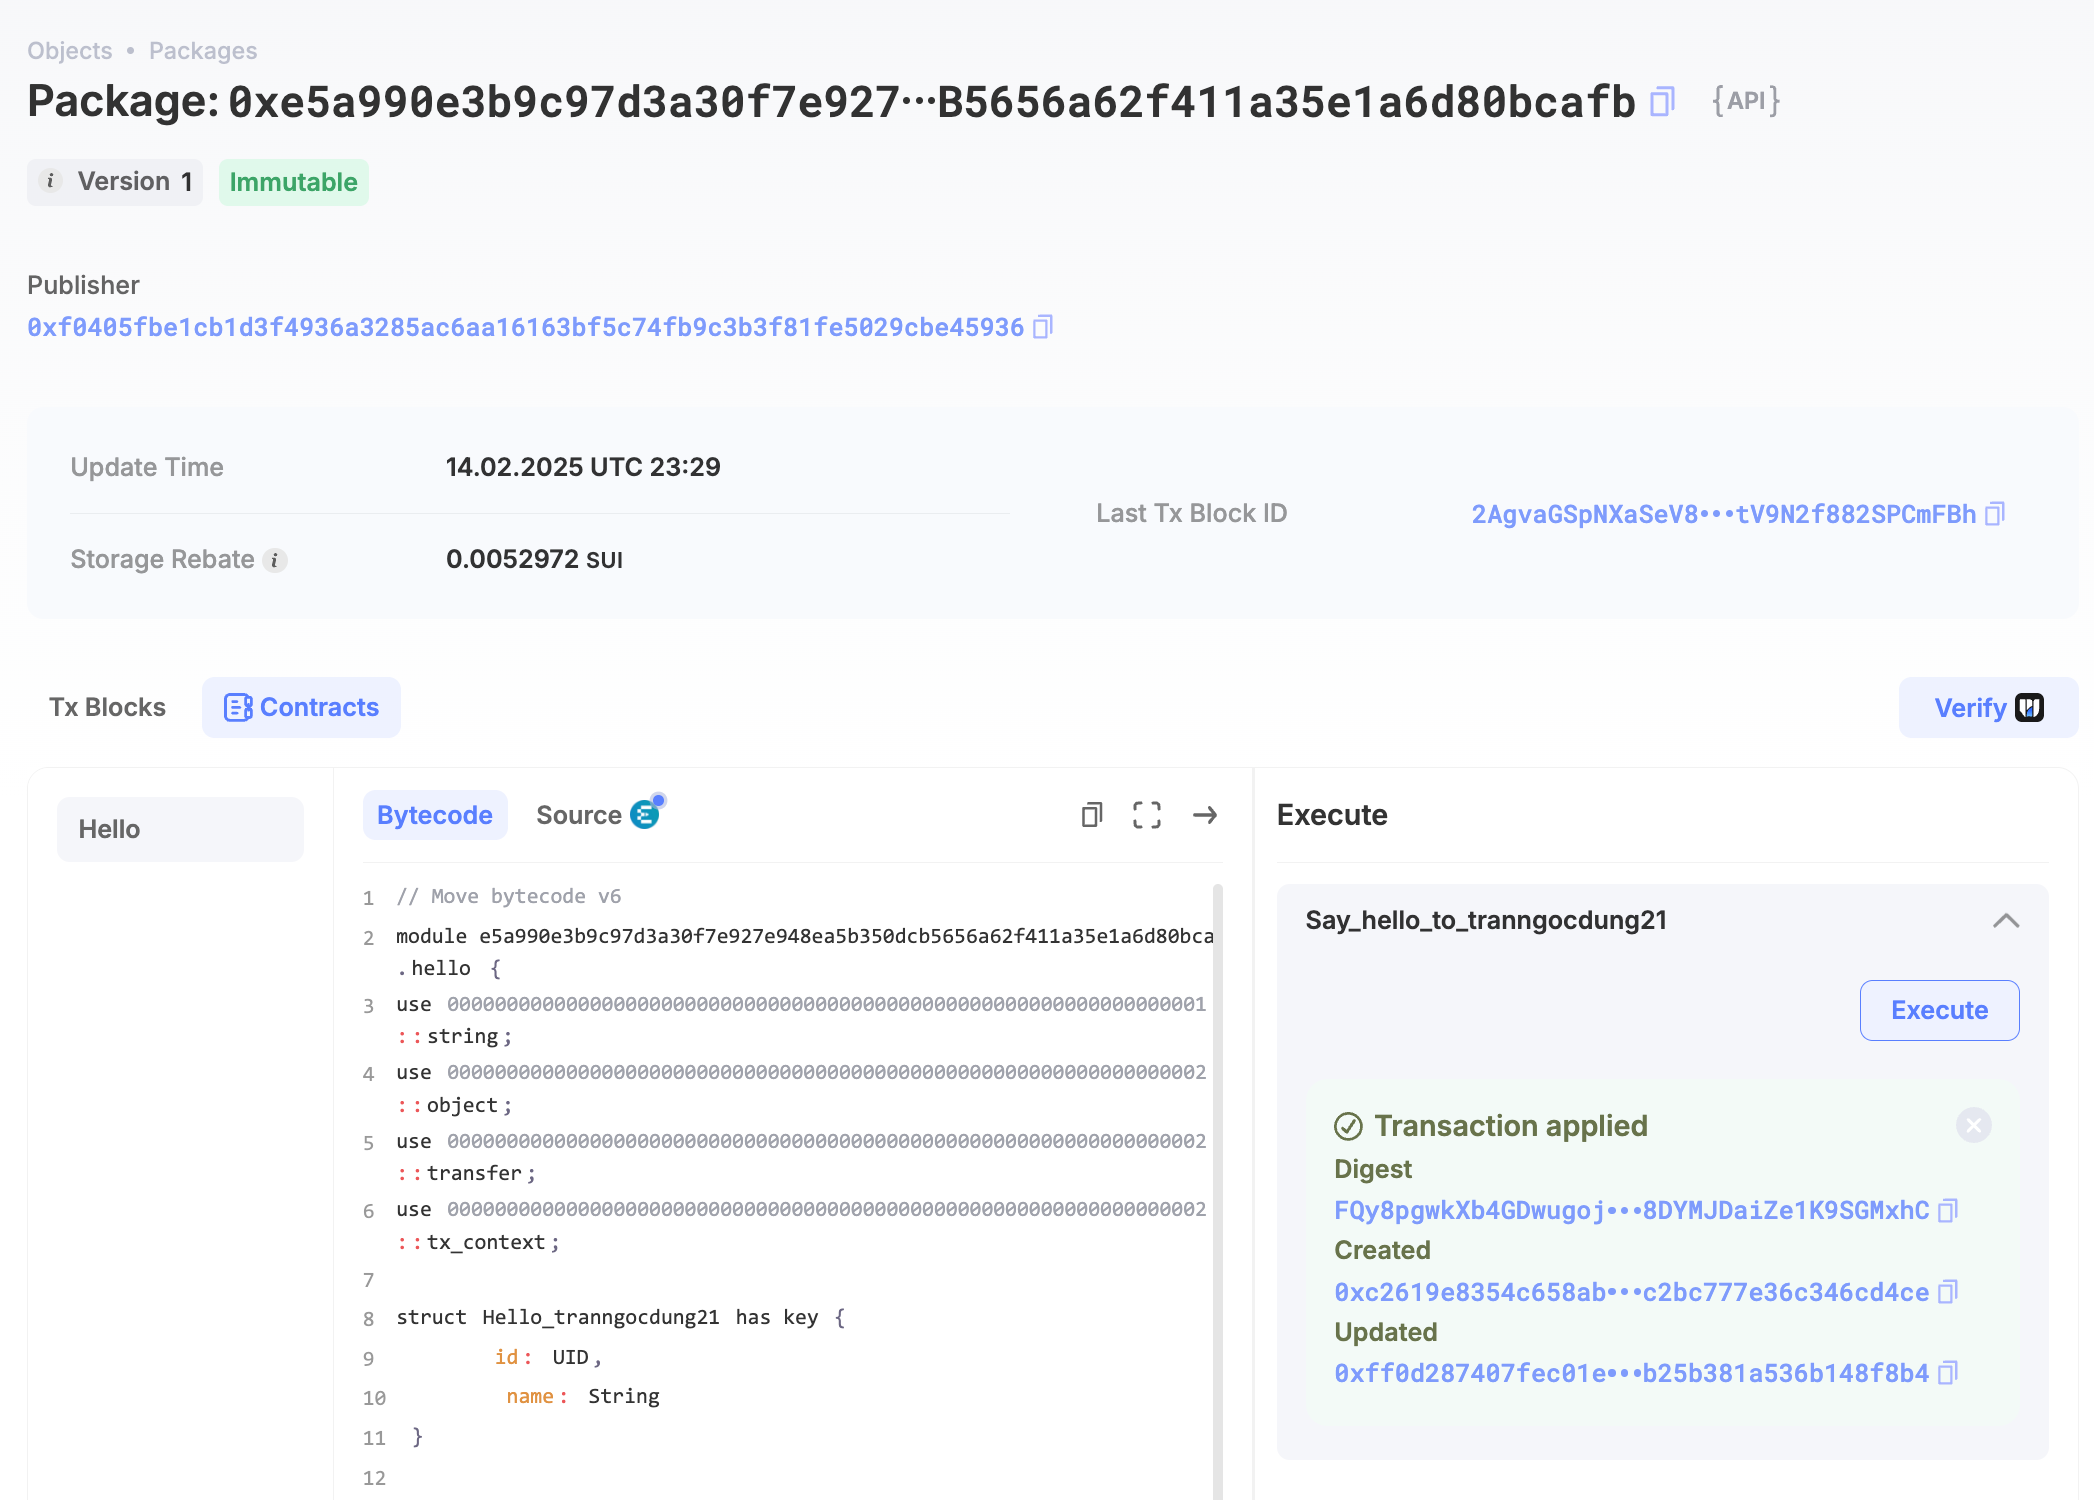 Objects • Packages
Package: 0xe5a990e3b9c97d3a30f7e927···B5656a62f411a35e1a6d80bcafb {API}
i Version 1 Immutable
Publisher
0xf0405fbe1cb1d3f4936a3285ac6aa16163bf5c74fb9c3b3f81fe5029cbe45936
Update Time 14.02.2025 UTC 23:29
Last Tx Block ID 2AgvaGSpNXaSeV8•••tV9N2f882SPCmFBh
Storage Rebate i 0.0052972 SUI
Tx Blocks Contracts Verify
Hello
Bytecode Source
1 // Move bytecode v6
2 module e5a990e3b9c97d3a30f7e927e948ea5b350dcb5656a62f411a35e1a6d80bca
.hello {
3 use 0000000000000000000000000000000000000000000000000000000000000001
::string;
4 use 0000000000000000000000000000000000000000000000000000000000000002
::object;
5 use 0000000000000000000000000000000000000000000000000000000000000002
::transfer;
6 use 0000000000000000000000000000000000000000000000000000000000000002
::tx_context;
7
8 struct Hello_tranngocdung21 has key {
9 id: UID,
10 name: String
11 }
12
Execute
Say_hello_to_tranngocdung21
Execute
Transaction applied
Digest
FQy8pgwkXb4GDwugoj•••8DYMJDaiZe1K9SGMxhC
Created
0xc2619e8354c658ab•••c2bc777e36c346cd4ce
Updated
0xff0d287407fec01e•••b25b381a536b148f8b4